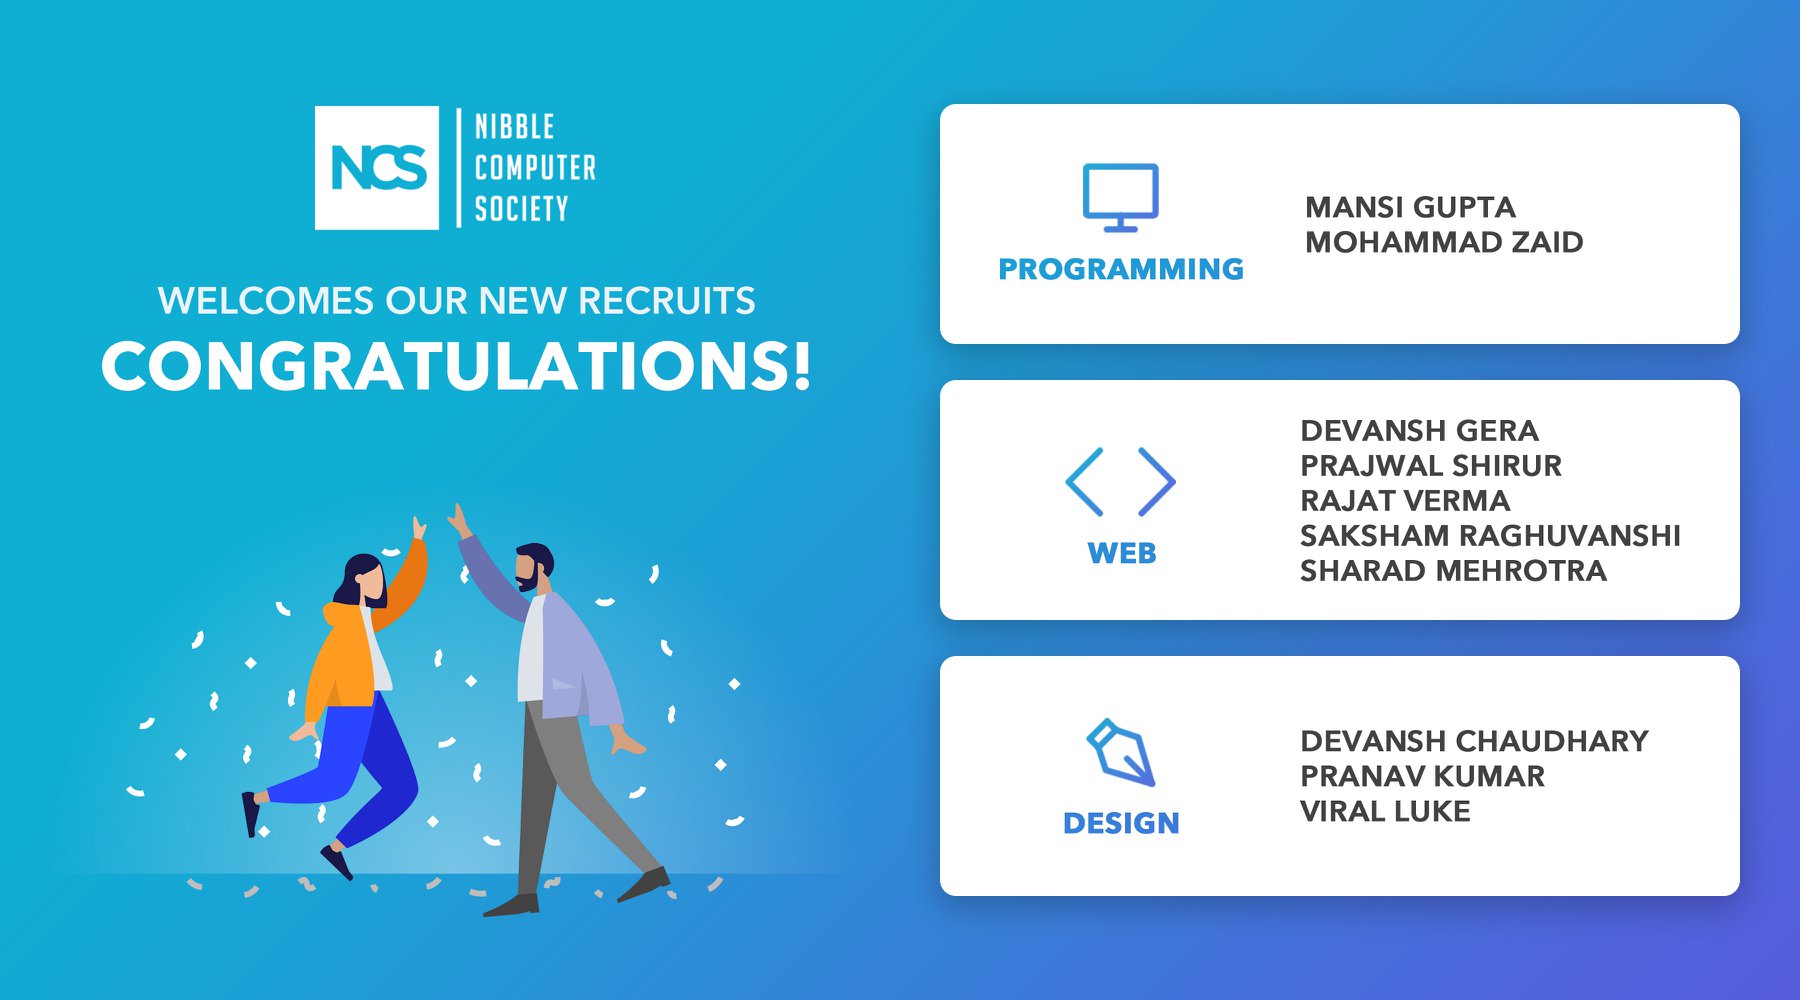 NCS
NIBBLE
COMPUTER
SOCIETY
WELCOMES OUR NEW RECRUITS
CONGRATULATIONS!
PROGRAMMING
MANSI GUPTA
MOHAMMAD ZAID
WEB
DEVANSH GERA
PRAJWAL SHIRUR
RAJAT VERMA
SAKSHAM RAGHUVANSHI
SHARAD MEHROTRA
DESIGN
DEVANSH CHAUDHARY
PRANAV KUMAR
VIRAL LUKE